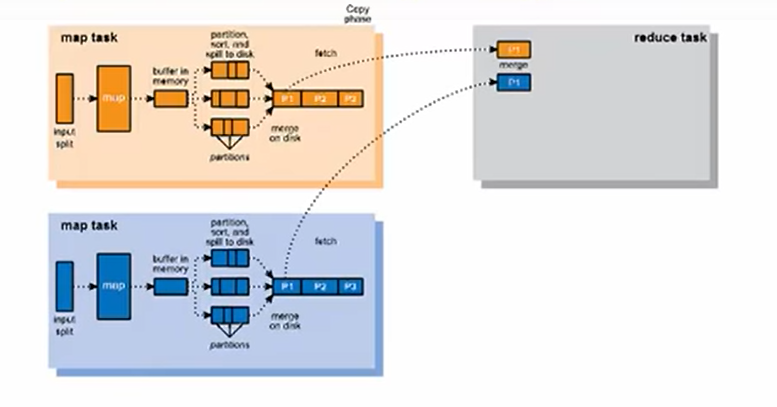 Copy
phase
map task
partition,
sort, and
spill to disk
fetch
buffer in
memory
map
P1 P2 P3
input
split
merge
on disk
partitions
reduce task
P1
merge
P1
map task
partition,
sort, and
spill to disk
fetch
buffer in
memory
map
P1 P2 P3
input
split
merge
on disk
partitions